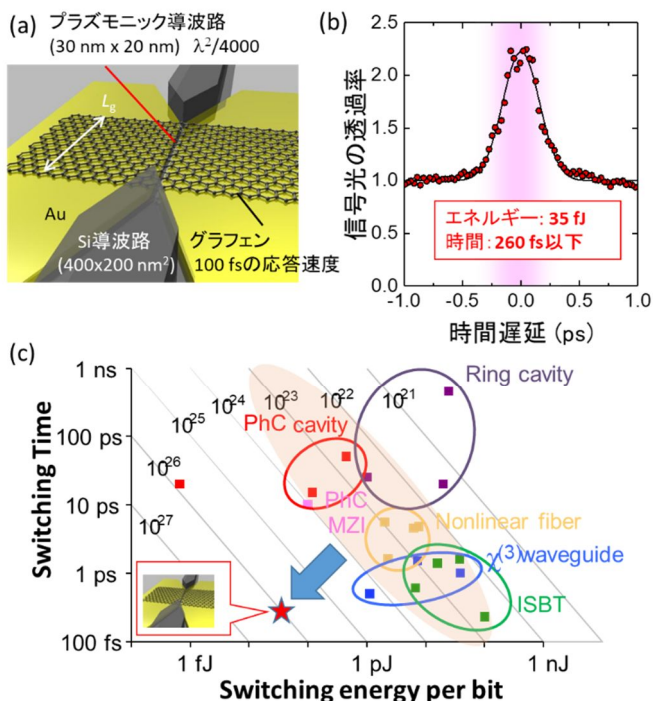 (a)
プラズモニック導波路
(30 nm x 20 nm) λ²/4000
Lg
Au
Si導波路
(400x200 nm²)
グラフェン
100 fsの応答速度
(b)
信号光の透過率
2.5
2.0
1.5
1.0
0.5
0.0
エネルギー: 35 fJ
時間: 260 fs以下
-1.0 -0.5 0.0 0.5 1.0
時間遅延 (ps)
(c)
Switching Time
1 ns
100 ps
10 ps
1 ps
100 fs
10²⁷
10²⁶
10²⁵
10²⁴
10²³
10²²
10²¹
Ring cavity
PhC cavity
PhC
MZI
Nonlinear fiber
χ⁽³⁾waveguide
ISBT
1 fJ 1 pJ 1 nJ
Switching energy per bit